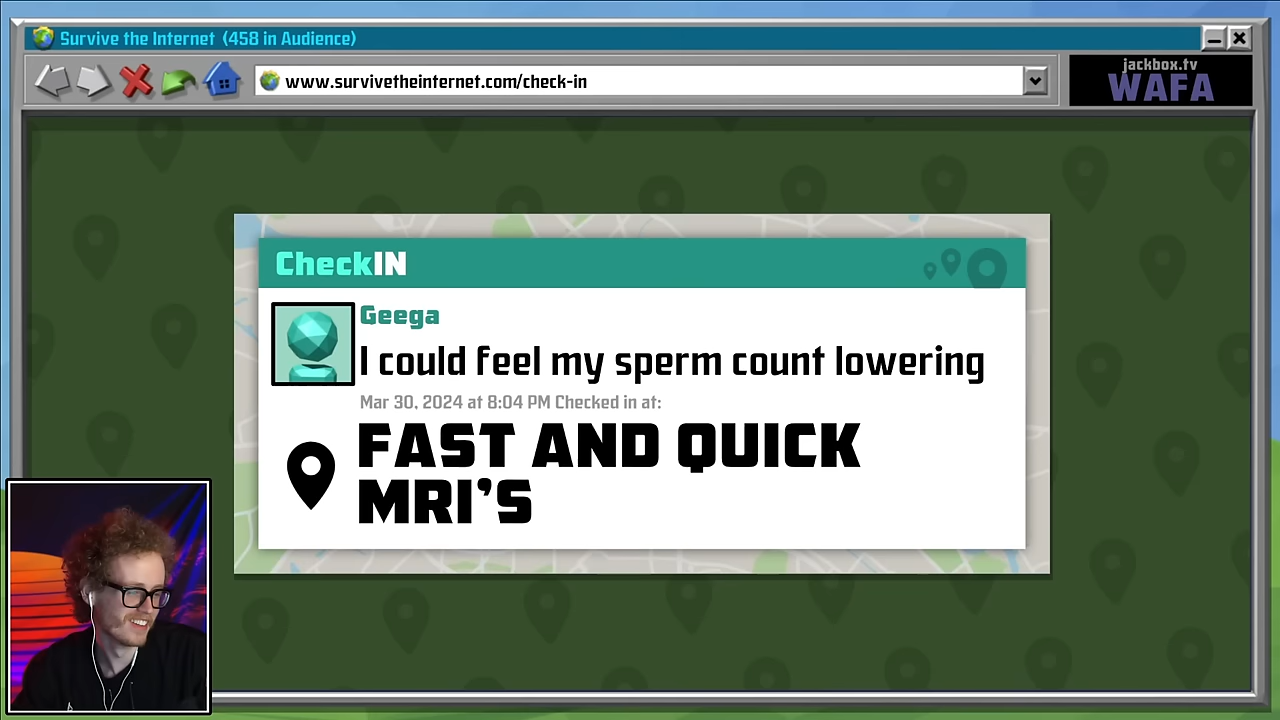 Survive the Internet (458 in Audience)
www.survivetheinternet.com/check-in
jackbox.tv
WAFA
CheckIN
Geega
I could feel my sperm count lowering
Mar 30, 2024 at 8:04 PM Checked in at:
FAST AND QUICK
MRI'S